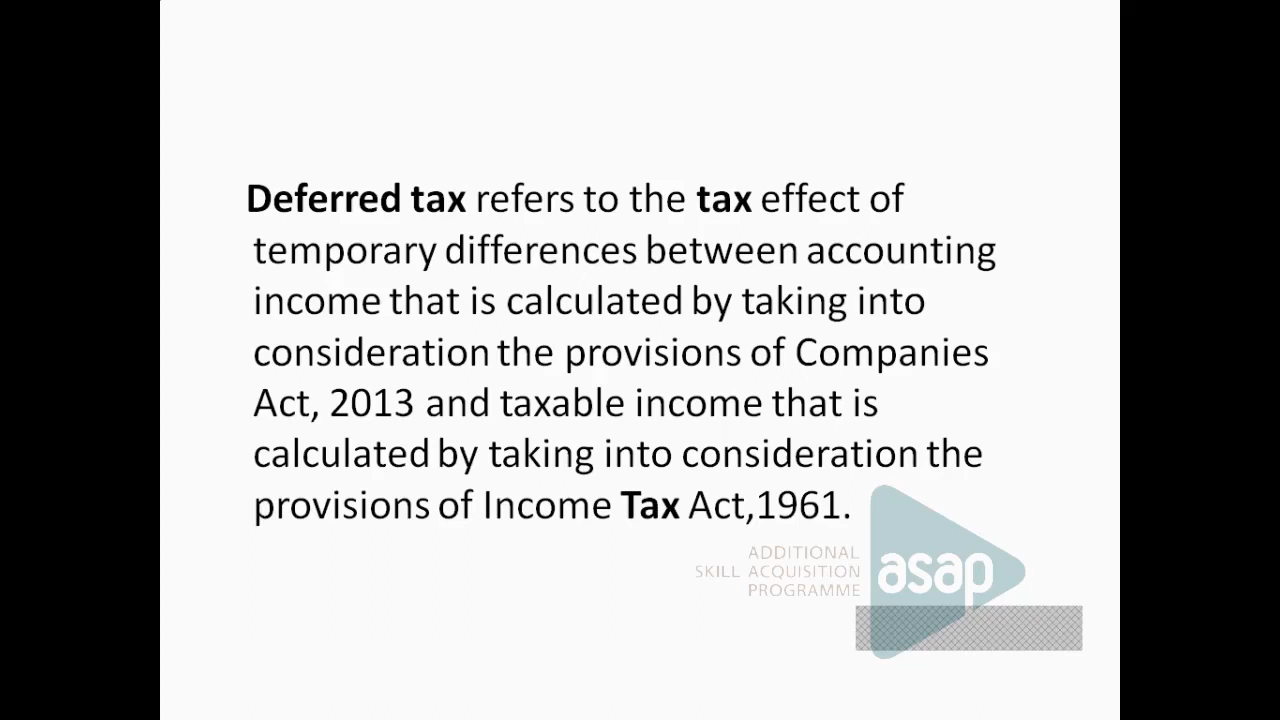 Deferred tax refers to the tax effect of
temporary differences between accounting
income that is calculated by taking into
consideration the provisions of Companies
Act, 2013 and taxable income that is
calculated by taking into consideration the
provisions of Income Tax Act,1961.
ADDITIONAL
SKILL ACQUISITION
PROGRAMME
asap